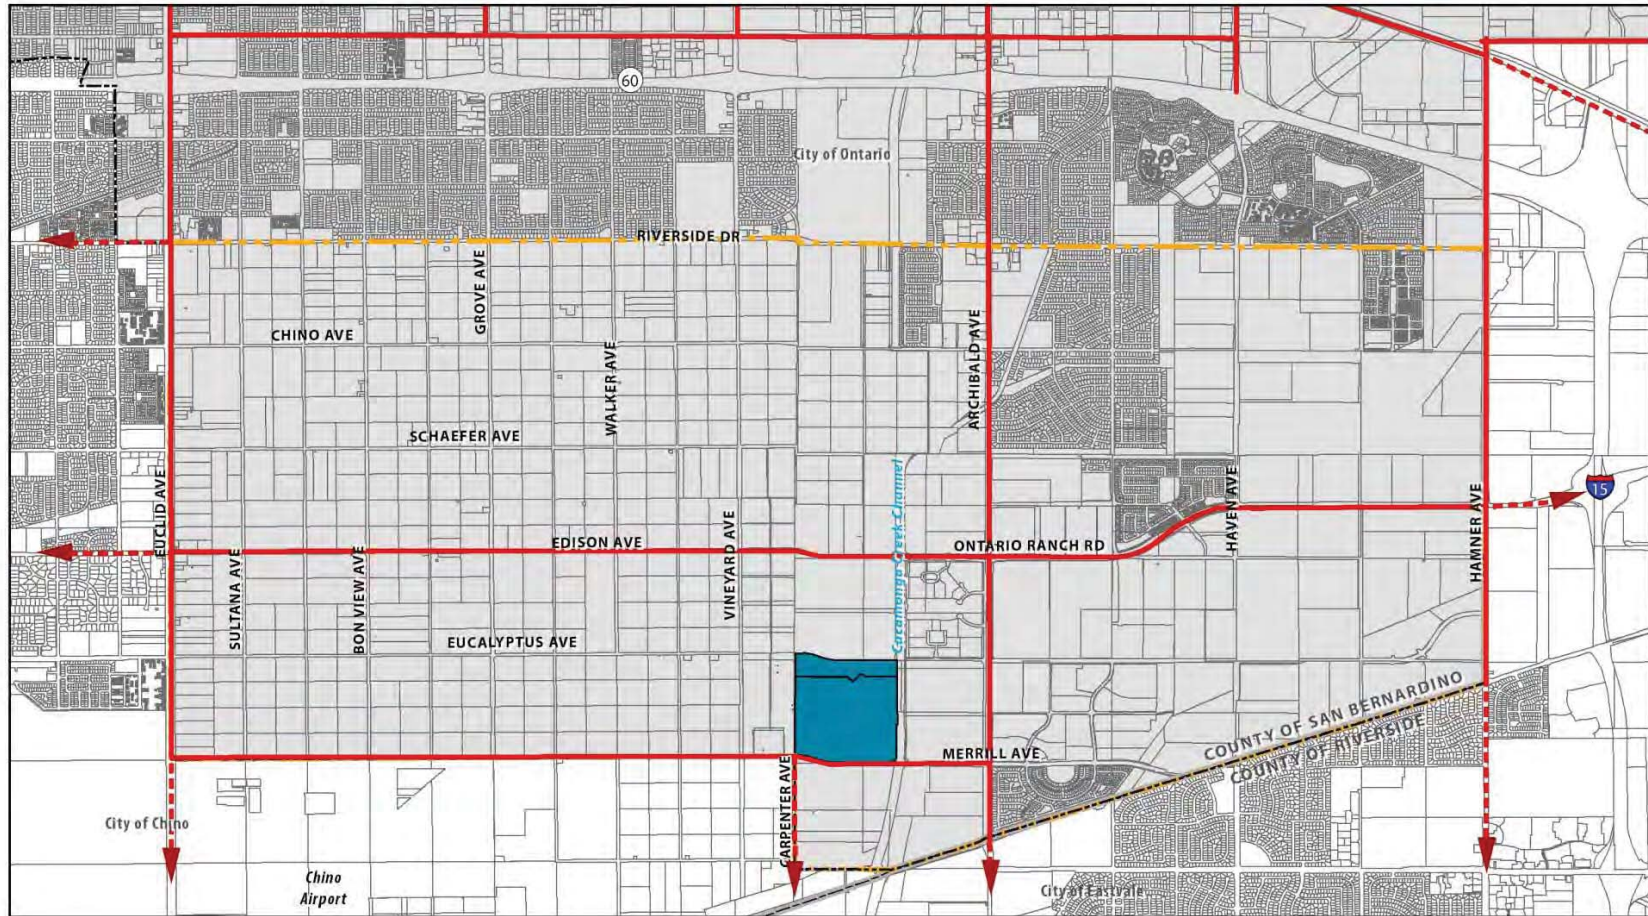 60
City of Ontario
RIVERSIDE DR
GROVE AVE
CHINO AVE
WALKER AVE
ARCHIBALD AVE
SCHAEFER AVE
EUCLID AVE
Cucamonga Creek Channel
HAVEN AVE
HAMNER AVE
15
VINEYARD AVE
EDISON AVE
ONTARIO RANCH RD
SULTANA AVE
BON VIEW AVE
EUCALYPTUS AVE
COUNTY OF SAN BERNARDINO
COUNTY OF RIVERSIDE
MERRILL AVE
CARPENTER AVE
City of Chino
Chino
Airport
City of Eastvale